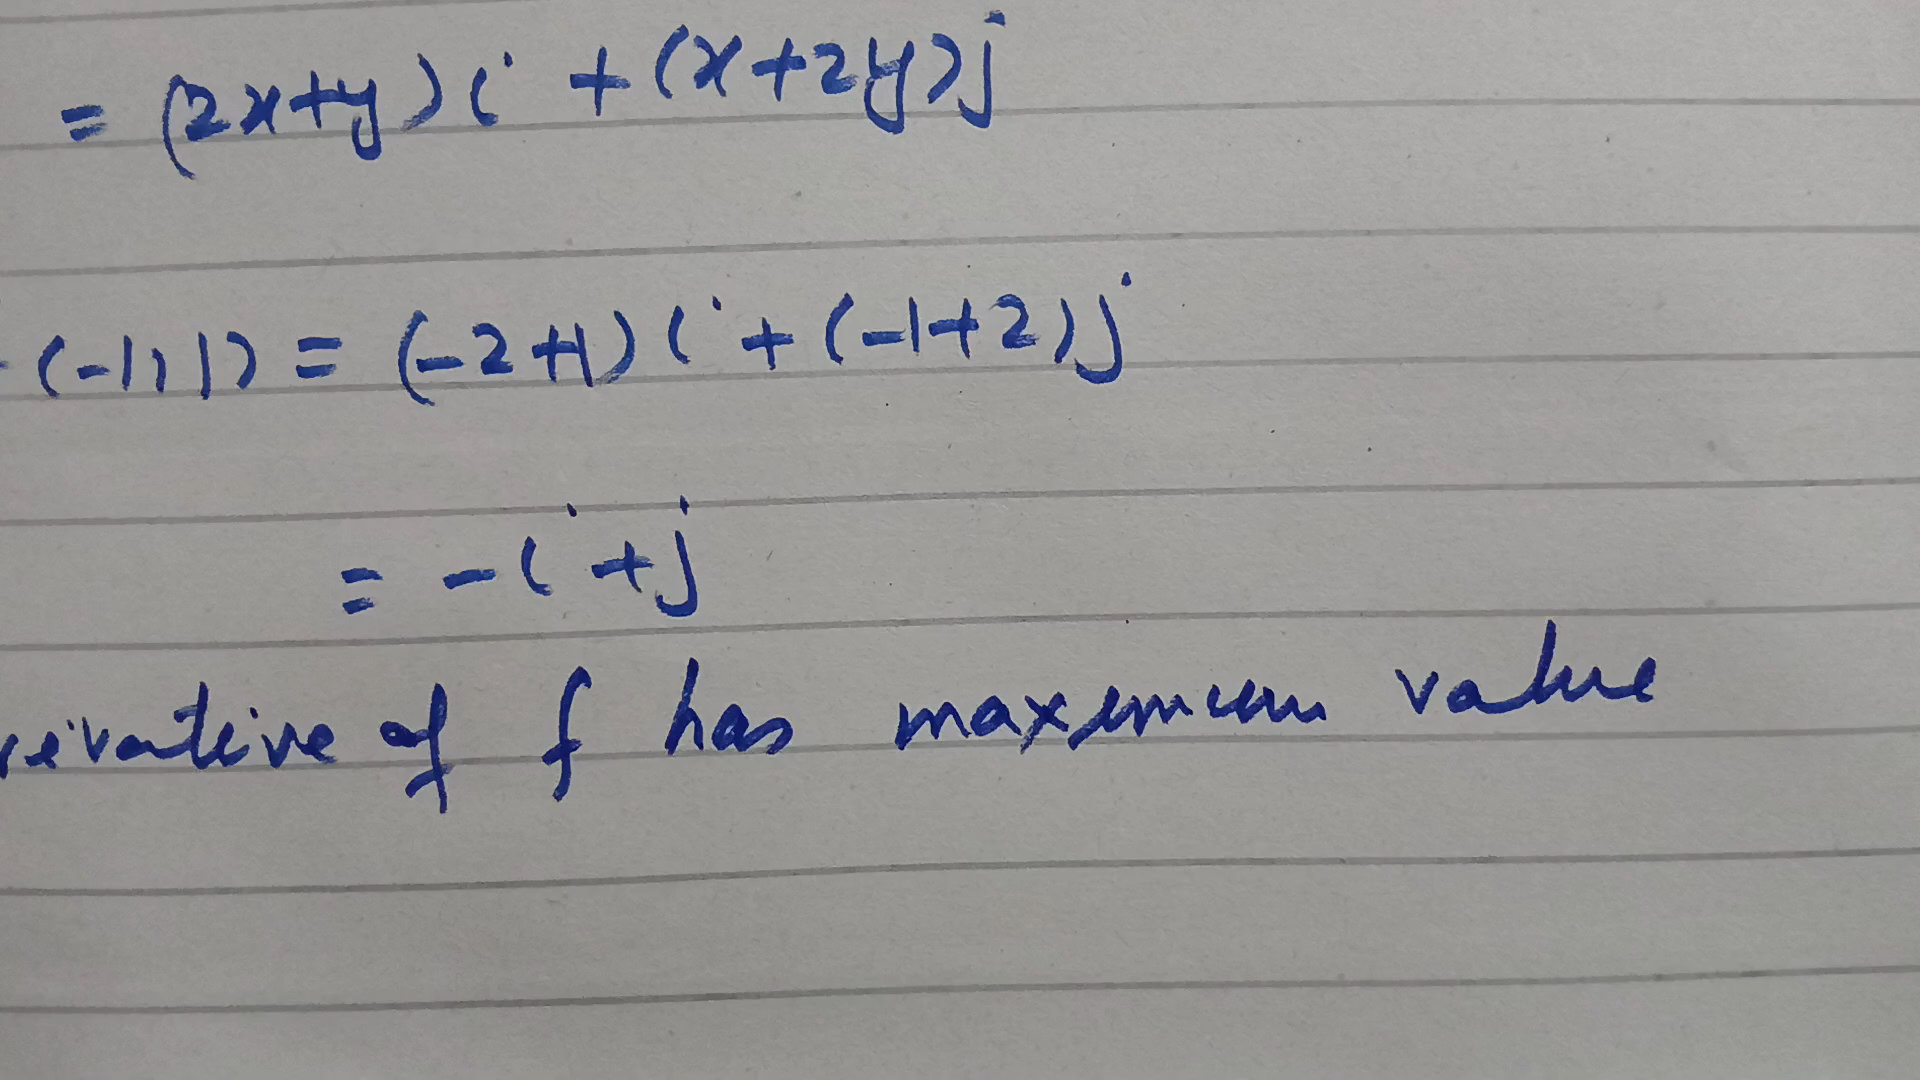 = (2x+y)i + (x+2y)j
(-1,1) = (-2+1)i + (-1+2)j
= -i+j
rivative of f has maximum value